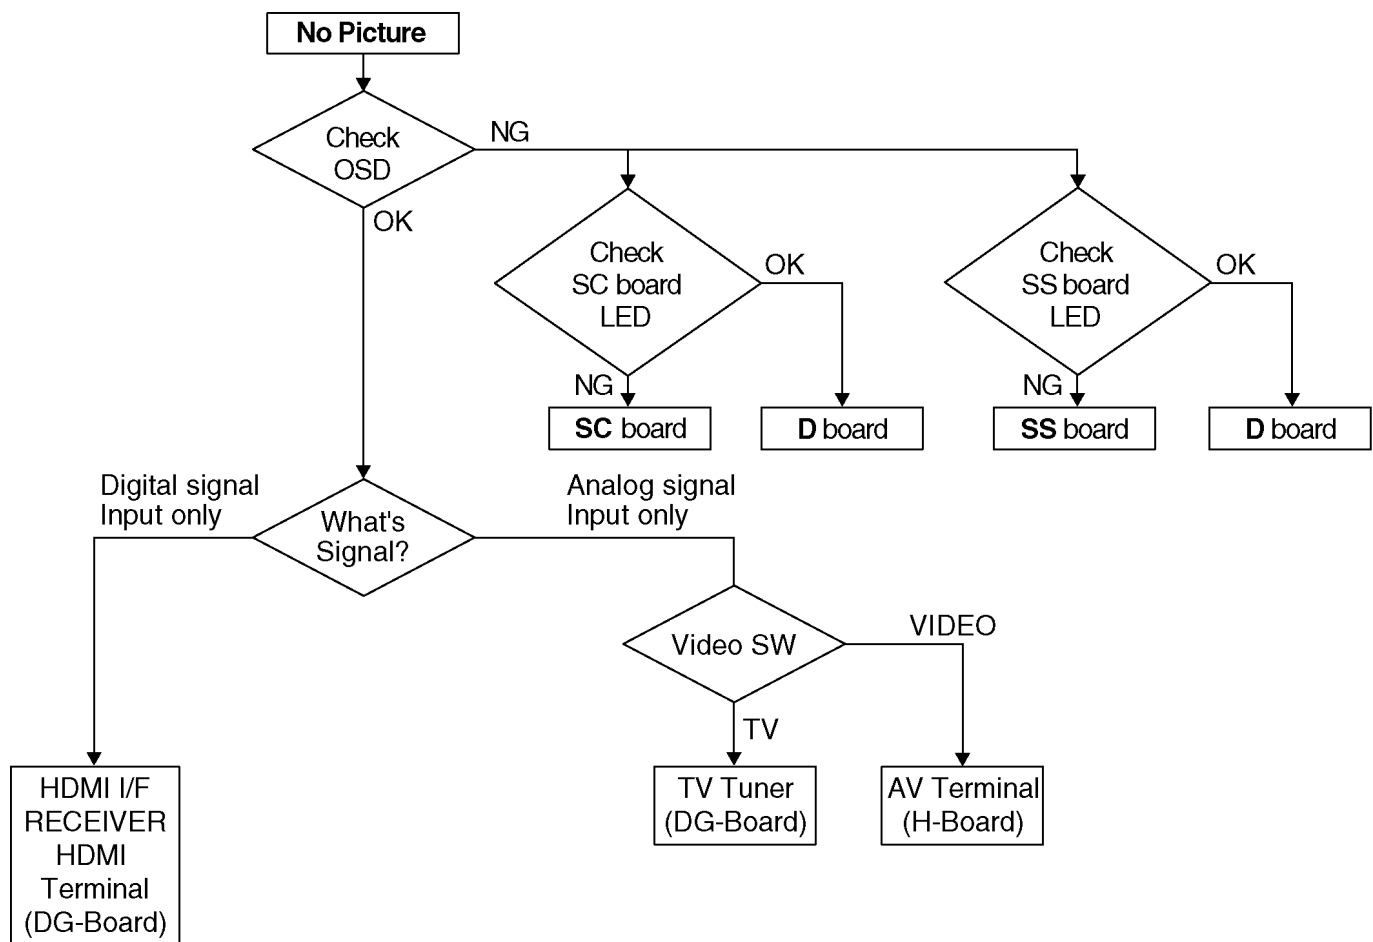 No Picture
Check
OSD
NG
OK
Check
SC board
LED
OK
NG
SC board
D board
Check
SS board
LED
OK
NG
SS board
D board
Digital signal
Input only
What's
Signal?
Analog signal
Input only
Video SW
VIDEO
TV
HDMI I/F
RECEIVER
HDMI
Terminal
(DG-Board)
TV Tuner
(DG-Board)
AV Terminal
(H-Board)